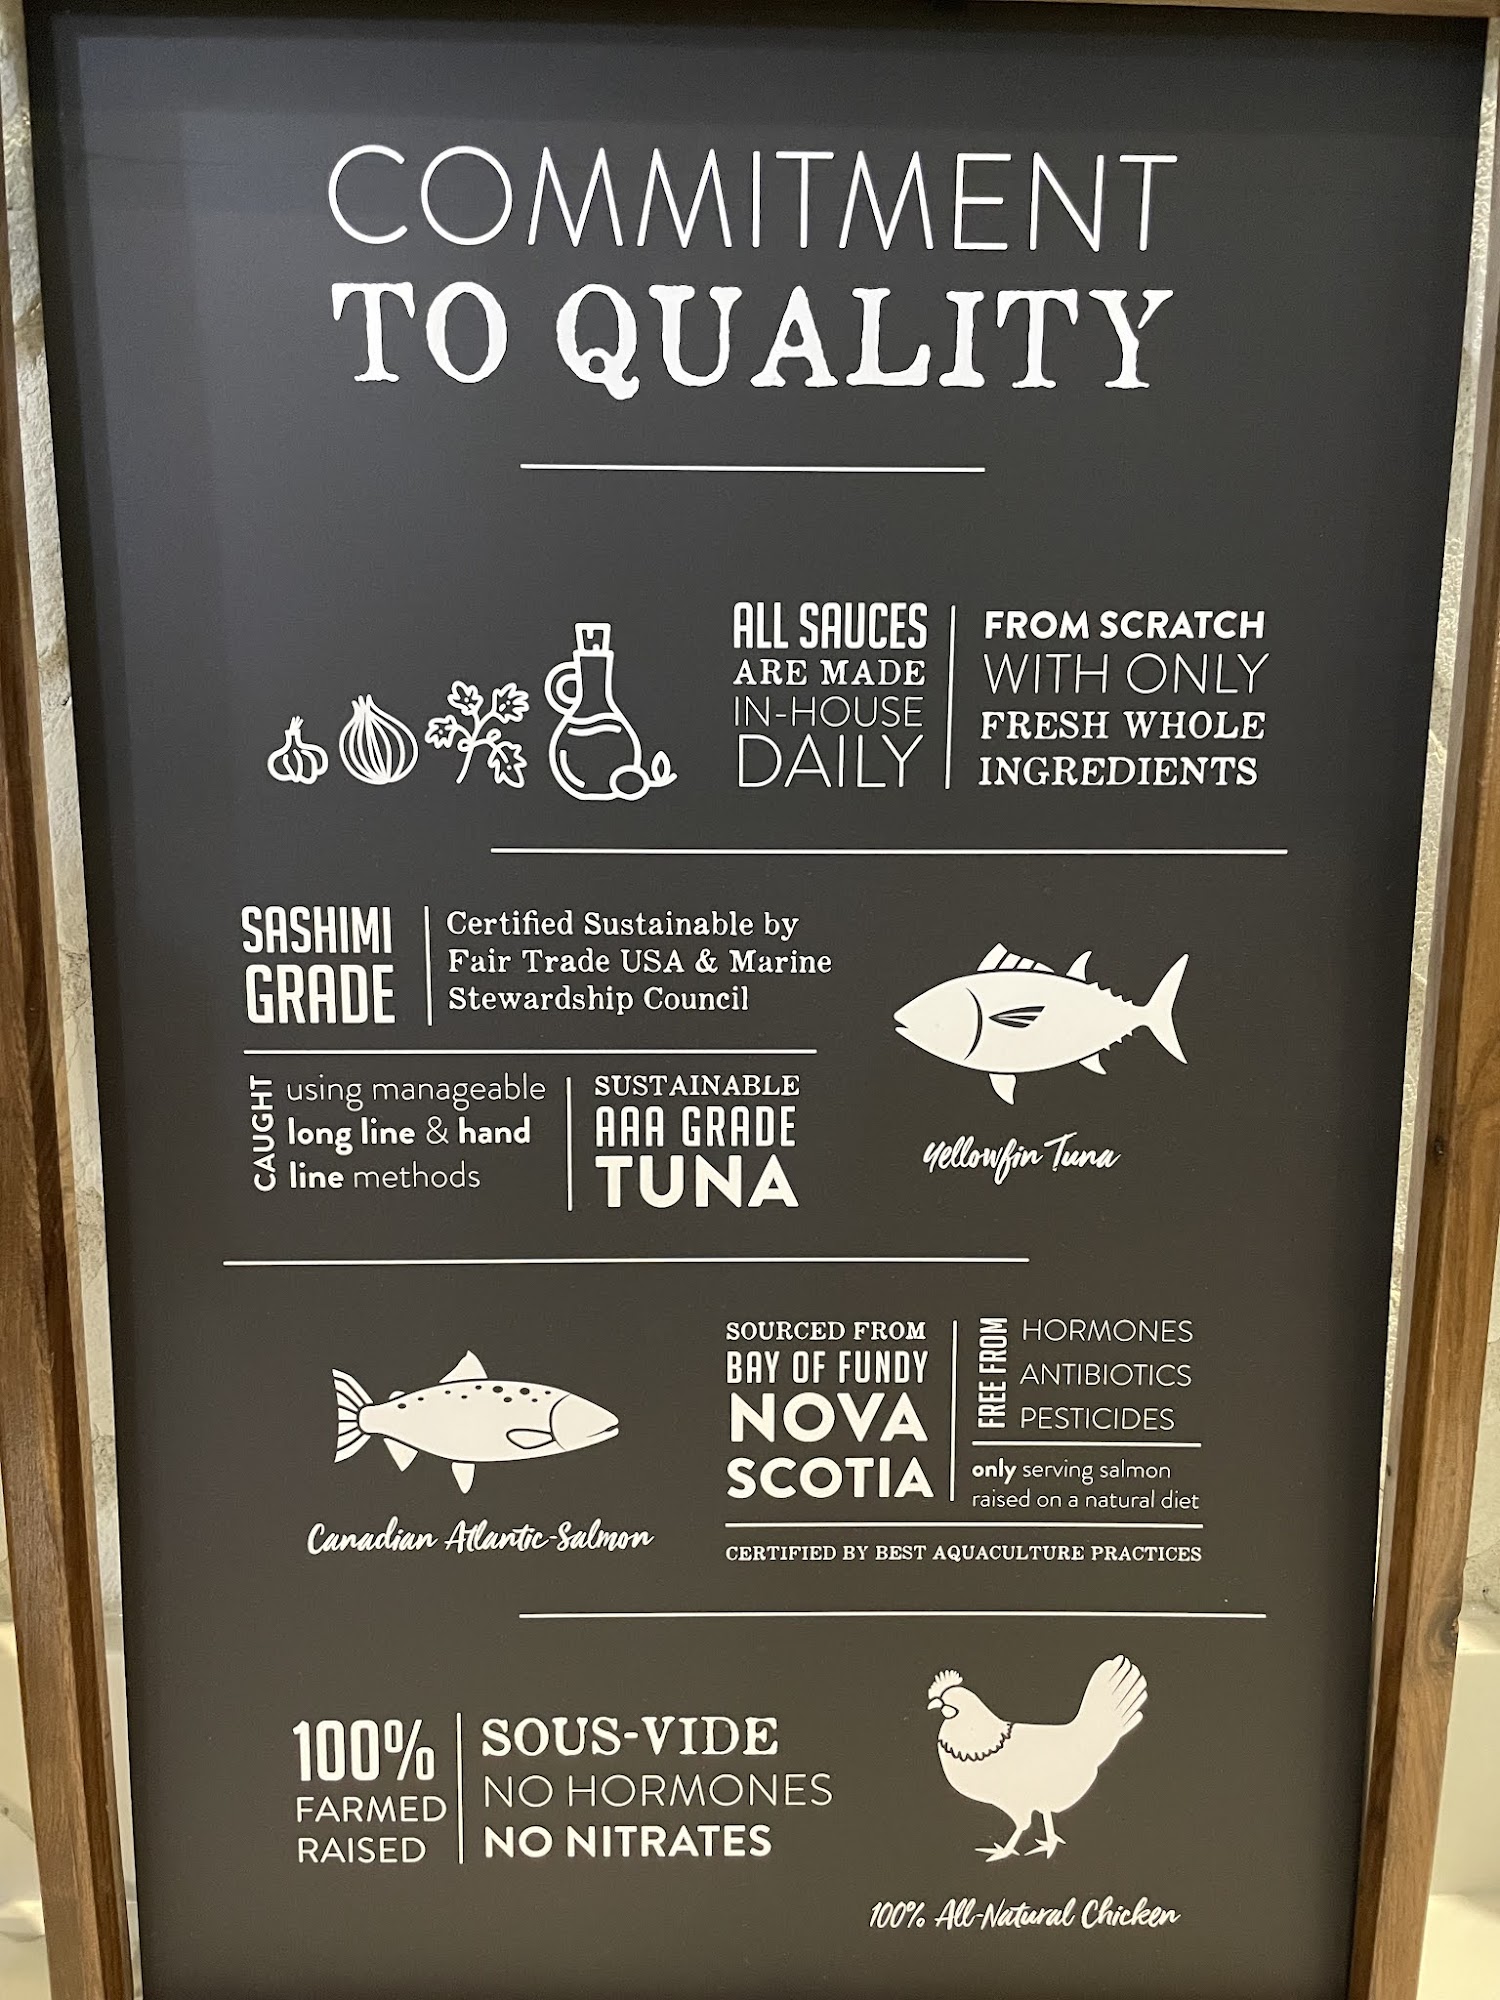 COMMITMENT
TO QUALITY
ALL SAUCES
ARE MADE
IN-HOUSE
DAILY
FROM SCRATCH
WITH ONLY
FRESH WHOLE
INGREDIENTS
SASHIMI
GRADE
Certified Sustainable by
Fair Trade USA & Marine
Stewardship Council
CAUGHT
using manageable
long line & hand
line methods
SUSTAINABLE
AAA GRADE
TUNA
Yellowfin Tuna
Canadian Atlantic-Salmon
SOURCED FROM
BAY OF FUNDY
NOVA
SCOTIA
FREE FROM
HORMONES
ANTIBIOTICS
PESTICIDES
only serving salmon
raised on a natural diet
CERTIFIED BY BEST AQUACULTURE PRACTICES
100%
FARMED
RAISED
SOUS-VIDE
NO HORMONES
NO NITRATES
100% All-Natural Chicken